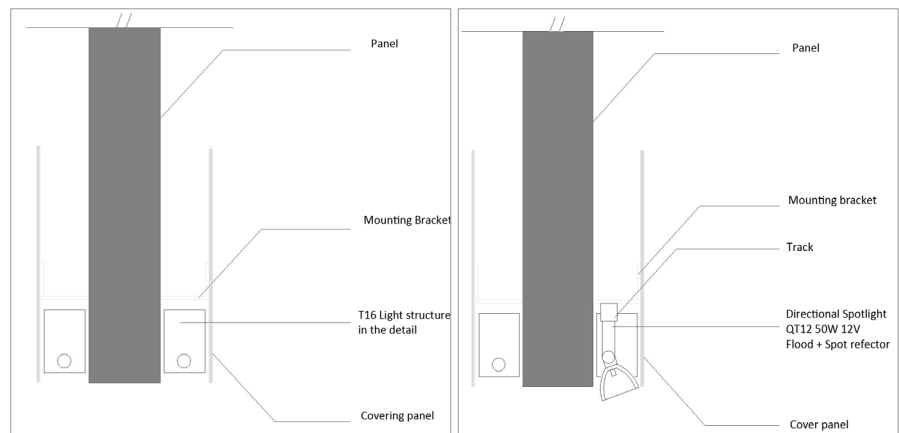 Panel
Mounting Bracket
T16 Light structure
in the detail
Covering panel
Panel
Mounting bracket
Track
Directional Spotlight
QT12 50W 12V
Flood + Spot refector
Cover panel